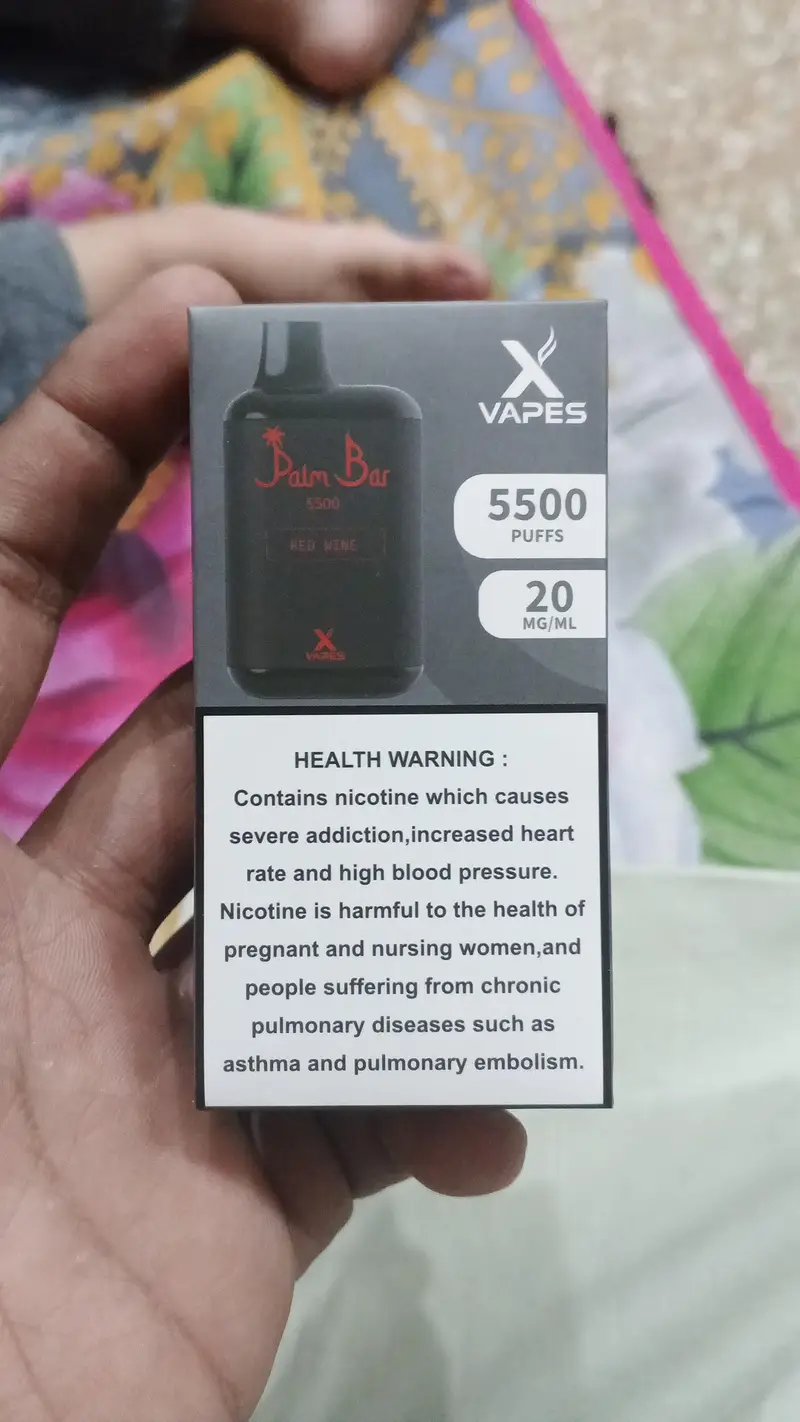 X
VAPES
Palm Bar
5500
RED WINE
X
VAPES
5500
PUFFS
20
MG/ML
HEALTH WARNING :
Contains nicotine which causes
severe addiction,increased heart
rate and high blood pressure.
Nicotine is harmful to the health of
pregnant and nursing women,and
people suffering from chronic
pulmonary diseases such as
asthma and pulmonary embolism.